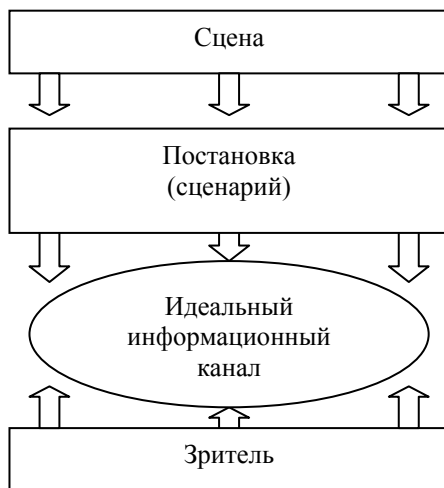 Сцена
Постановка
(сценарий)
Идеальный
информационный
канал
Зритель